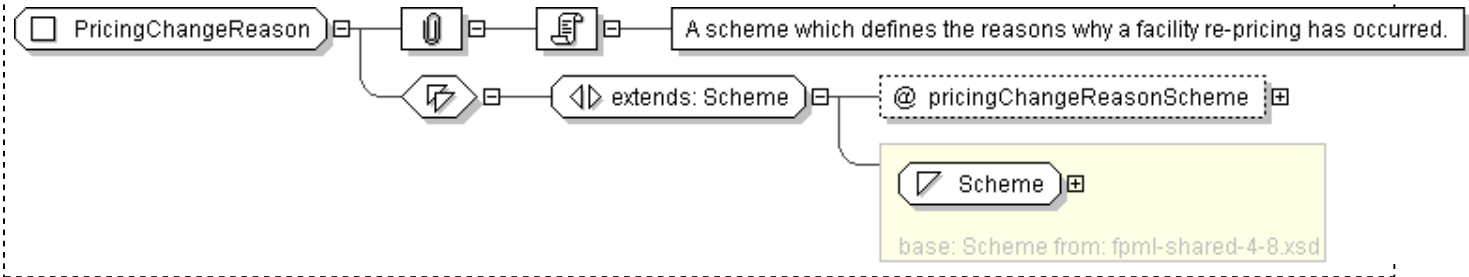 PricingChangeReason
A scheme which defines the reasons why a facility re-pricing has occurred.
extends: Scheme
@ pricingChangeReasonScheme
Scheme
base: Scheme from: fpml-shared-4-8.xsd